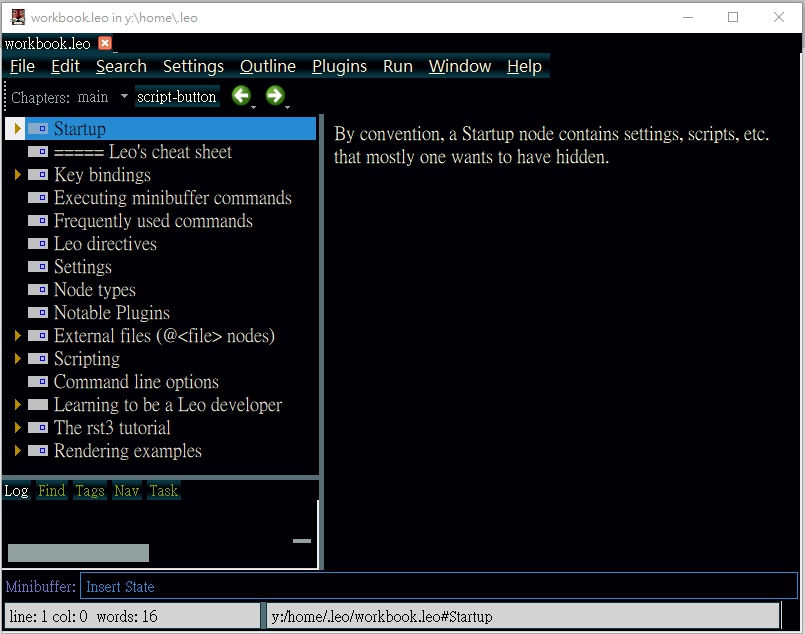 workbook.leo in y:\home\.leo
workbook.leo
File Edit Search Settings Outline Plugins Run Window Help
Chapters: main script-button
Startup
===== Leo's cheat sheet
Key bindings
Executing minibuffer commands
Frequently used commands
Leo directives
Settings
Node types
Notable Plugins
External files (@<file> nodes)
Scripting
Command line options
Learning to be a Leo developer
The rst3 tutorial
Rendering examples
By convention, a Startup node contains settings, scripts, etc.
that mostly one wants to have hidden.
Log Find Tags Nav Task
Minibuffer: Insert State
line: 1 col: 0 words: 16
y:/home/.leo/workbook.leo#Startup